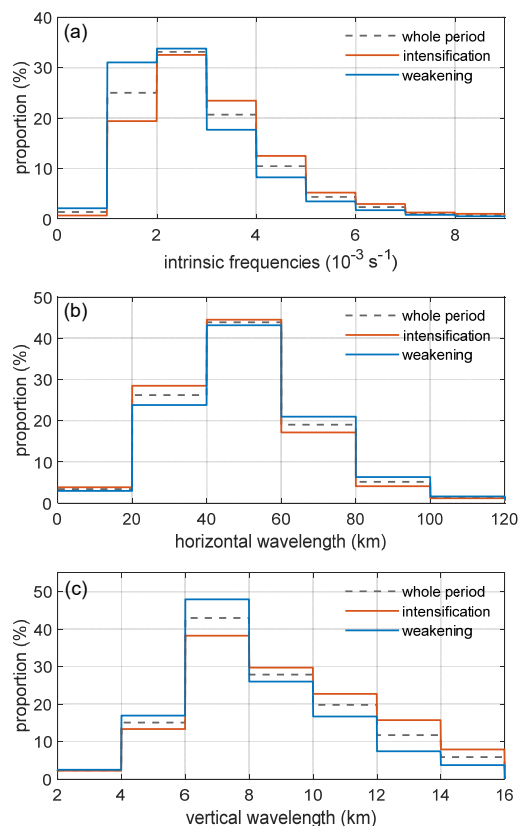 (a)
whole period
intensification
weakening
40
30
20
10
0
proportion (%)
0 2 4 6 8
intrinsic frequencies (10⁻³ s⁻¹)
(b)
whole period
intensification
weakening
50
40
30
20
10
0
proportion (%)
0 20 40 60 80 100 120
horizontal wavelength (km)
(c)
whole period
intensification
weakening
50
40
30
20
10
0
proportion (%)
2 4 6 8 10 12 14 16
vertical wavelength (km)